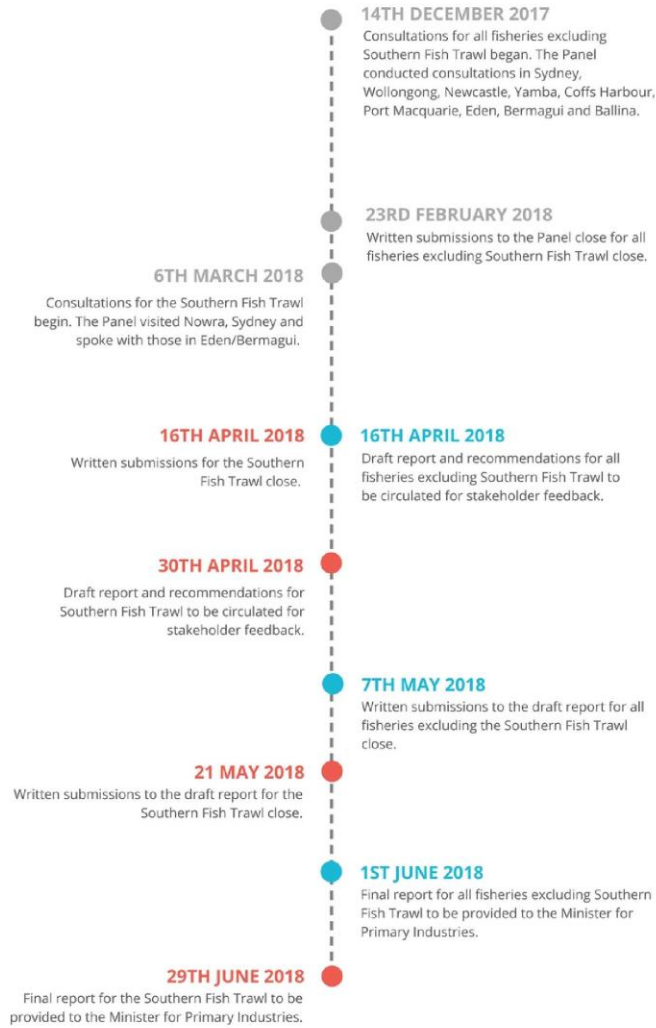 14TH DECEMBER 2017
Consultations for all fisheries excluding
Southern Fish Trawl began. The Panel
conducted consultations in Sydney,
Wollongong, Newcastle, Yamba, Coffs Harbour,
Port Macquarie, Eden, Bermagui and Ballina.
23RD FEBRUARY 2018
Written submissions to the Panel close for all
fisheries excluding Southern Fish Trawl close.
6TH MARCH 2018
Consultations for the Southern Fish Trawl
begin. The Panel visited Nowra, Sydney and
spoke with those in Eden/Bermagui.
16TH APRIL 2018
Written submissions for the Southern
Fish Trawl close.
16TH APRIL 2018
Draft report and recommendations for all
fisheries excluding Southern Fish Trawl to
be circulated for stakeholder feedback.
30TH APRIL 2018
Draft report and recommendations for
Southern Fish Trawl to be circulated for
stakeholder feedback.
7TH MAY 2018
Written submissions to the draft report for all
fisheries excluding the Southern Fish Trawl
close.
21 MAY 2018
Written submissions to the draft report for the
Southern Fish Trawl close.
1ST JUNE 2018
Final report for all fisheries excluding Southern
Fish Trawl to be provided to the Minister for
Primary Industries.
29TH JUNE 2018
Final report for the Southern Fish Trawl to be
provided to the Minister for Primary Industries.